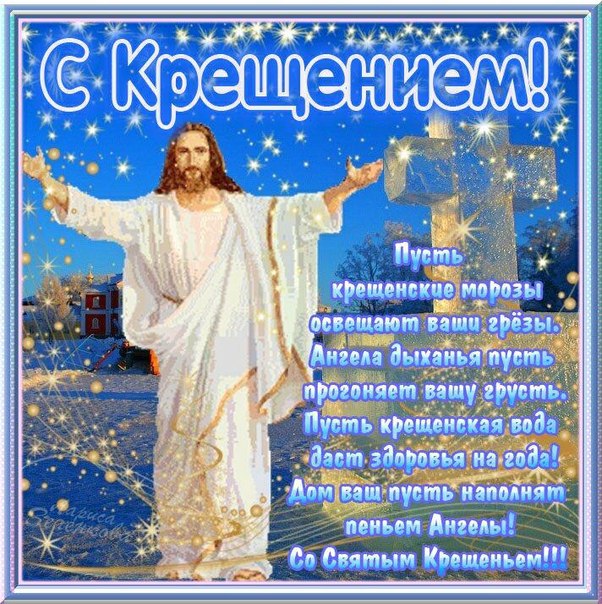 С Крещением!
Пусть
крещенские морозы
освещают ваши грёзы.
Ангела дыханья пусть
прогоняет вашу грусть.
Пусть крещенская вода
даст здоровья на года!
Дом ваш пусть наполнят
пеньем Ангелы!
Со Святым Крещеньем!!!
Лариса